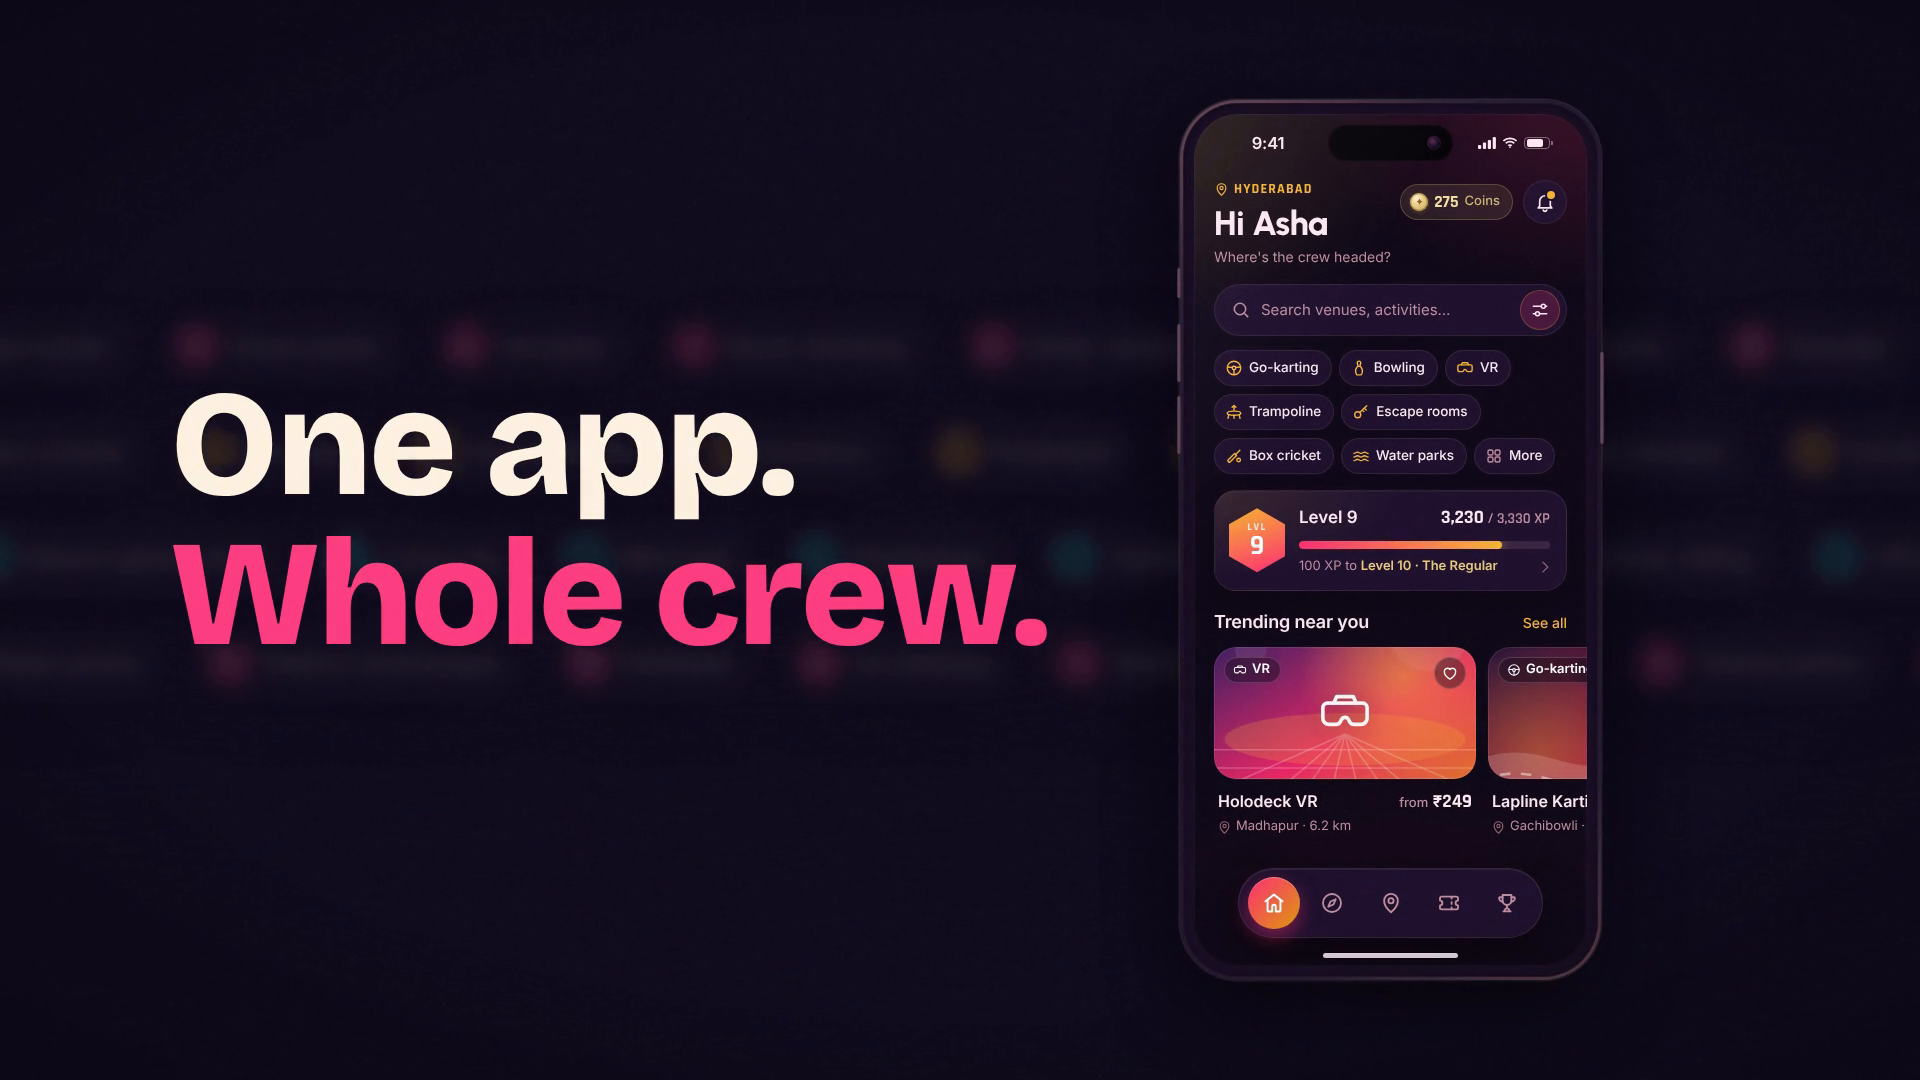 One app.
Whole crew.
9:41
HYDERABAD
275 Coins
Hi Asha
Where's the crew headed?
Search venues, activities...
Go-karting
Bowling
VR
Trampoline
Escape rooms
Box cricket
Water parks
More
LVL
9
Level 9
3,230 / 3,330 XP
100 XP to Level 10 · The Regular
Trending near you
See all
VR
Go-kartin
Holodeck VR
from ₹249
Madhapur · 6.2 km
Lapline Karti
Gachibowli ·